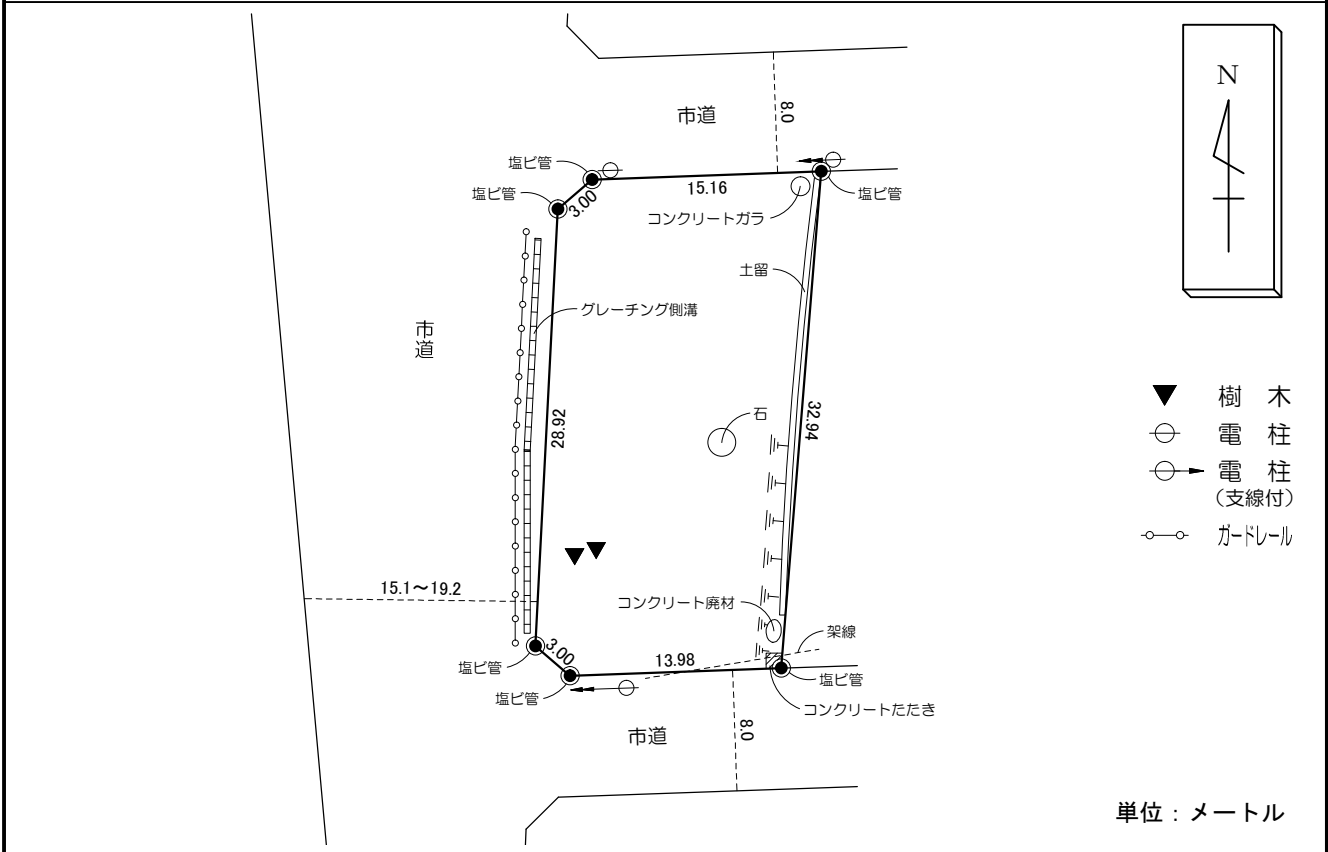 市道
8.0
N
塩ビ管
塩ビ管
3.00
15.16
塩ビ管
コンクリートガラ
土留
グレーチング側溝
市道
28.92
石
32.94
樹 木
電 柱
電 柱
(支線付)
ガードレール
15.1～19.2
コンクリート廃材
架線
3.00
13.98
塩ビ管
塩ビ管
塩ビ管
コンクリートたたき
市道
8.0
単位：メートル